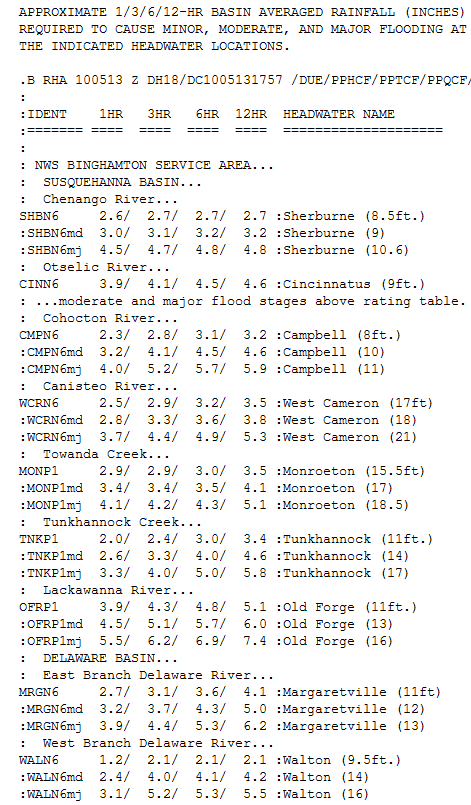 APPROXIMATE 1/3/6/12-HR BASIN AVERAGED RAINFALL (INCHES)
REQUIRED TO CAUSE MINOR, MODERATE, AND MAJOR FLOODING AT
THE INDICATED HEADWATER LOCATIONS.
.B RHA 100513 Z DH18/DC1005131757 /DUE/PPHCF/PPTCF/PPQCF/
:
:IDENT 1HR 3HR 6HR 12HR HEADWATER NAME
:======= ==== ==== ==== ==== ====================
:
: NWS BINGHAMTON SERVICE AREA...
: SUSQUEHANNA BASIN...
: Chenango River...
SHBN6 2.6/ 2.7/ 2.7/ 2.7 :Sherburne (8.5ft.)
:SHBN6md 3.0/ 3.1/ 3.2/ 3.2 :Sherburne (9)
:SHBN6mj 4.5/ 4.7/ 4.8/ 4.8 :Sherburne (10.6)
: Otselic River...
CINN6 3.9/ 4.1/ 4.5/ 4.6 :Cincinnatus (9ft.)
: ...moderate and major flood stages above rating table.
: Cohocton River...
CMPN6 2.3/ 2.8/ 3.1/ 3.2 :Campbell (8ft.)
:CMPN6md 3.2/ 4.1/ 4.5/ 4.6 :Campbell (10)
:CMPN6mj 4.0/ 5.2/ 5.7/ 5.9 :Campbell (11)
: Canisteo River...
WCRN6 2.5/ 2.9/ 3.2/ 3.5 :West Cameron (17ft)
:WCRN6md 2.8/ 3.3/ 3.6/ 3.8 :West Cameron (18)
:WCRN6mj 3.7/ 4.4/ 4.9/ 5.3 :West Cameron (21)
: Towanda Creek...
MONP1 2.9/ 2.9/ 3.0/ 3.5 :Monroeton (15.5ft)
:MONP1md 3.4/ 3.4/ 3.5/ 4.1 :Monroeton (17)
:MONP1mj 4.1/ 4.2/ 4.3/ 5.1 :Monroeton (18.5)
: Tunkhannock Creek...
TNKP1 2.0/ 2.4/ 3.0/ 3.4 :Tunkhannock (11ft.)
:TNKP1md 2.6/ 3.3/ 4.0/ 4.6 :Tunkhannock (14)
:TNKP1mj 3.3/ 4.0/ 5.0/ 5.8 :Tunkhannock (17)
: Lackawanna River...
OFRP1 3.9/ 4.3/ 4.8/ 5.1 :Old Forge (11ft.)
:OFRP1md 4.5/ 5.1/ 5.7/ 6.0 :Old Forge (13)
:OFRP1mj 5.5/ 6.2/ 6.9/ 7.4 :Old Forge (16)
: DELAWARE BASIN...
: East Branch Delaware River...
MRGN6 2.7/ 3.1/ 3.6/ 4.1 :Margaretville (11ft)
:MRGN6md 3.2/ 3.7/ 4.3/ 5.0 :Margaretville (12)
:MRGN6mj 3.9/ 4.4/ 5.3/ 6.2 :Margaretville (13)
: West Branch Delaware River...
WALN6 1.2/ 2.1/ 2.1/ 2.1 :Walton (9.5ft.)
:WALN6md 2.4/ 4.0/ 4.1/ 4.2 :Walton (14)
:WALN6mj 3.1/ 5.2/ 5.3/ 5.5 :Walton (16)